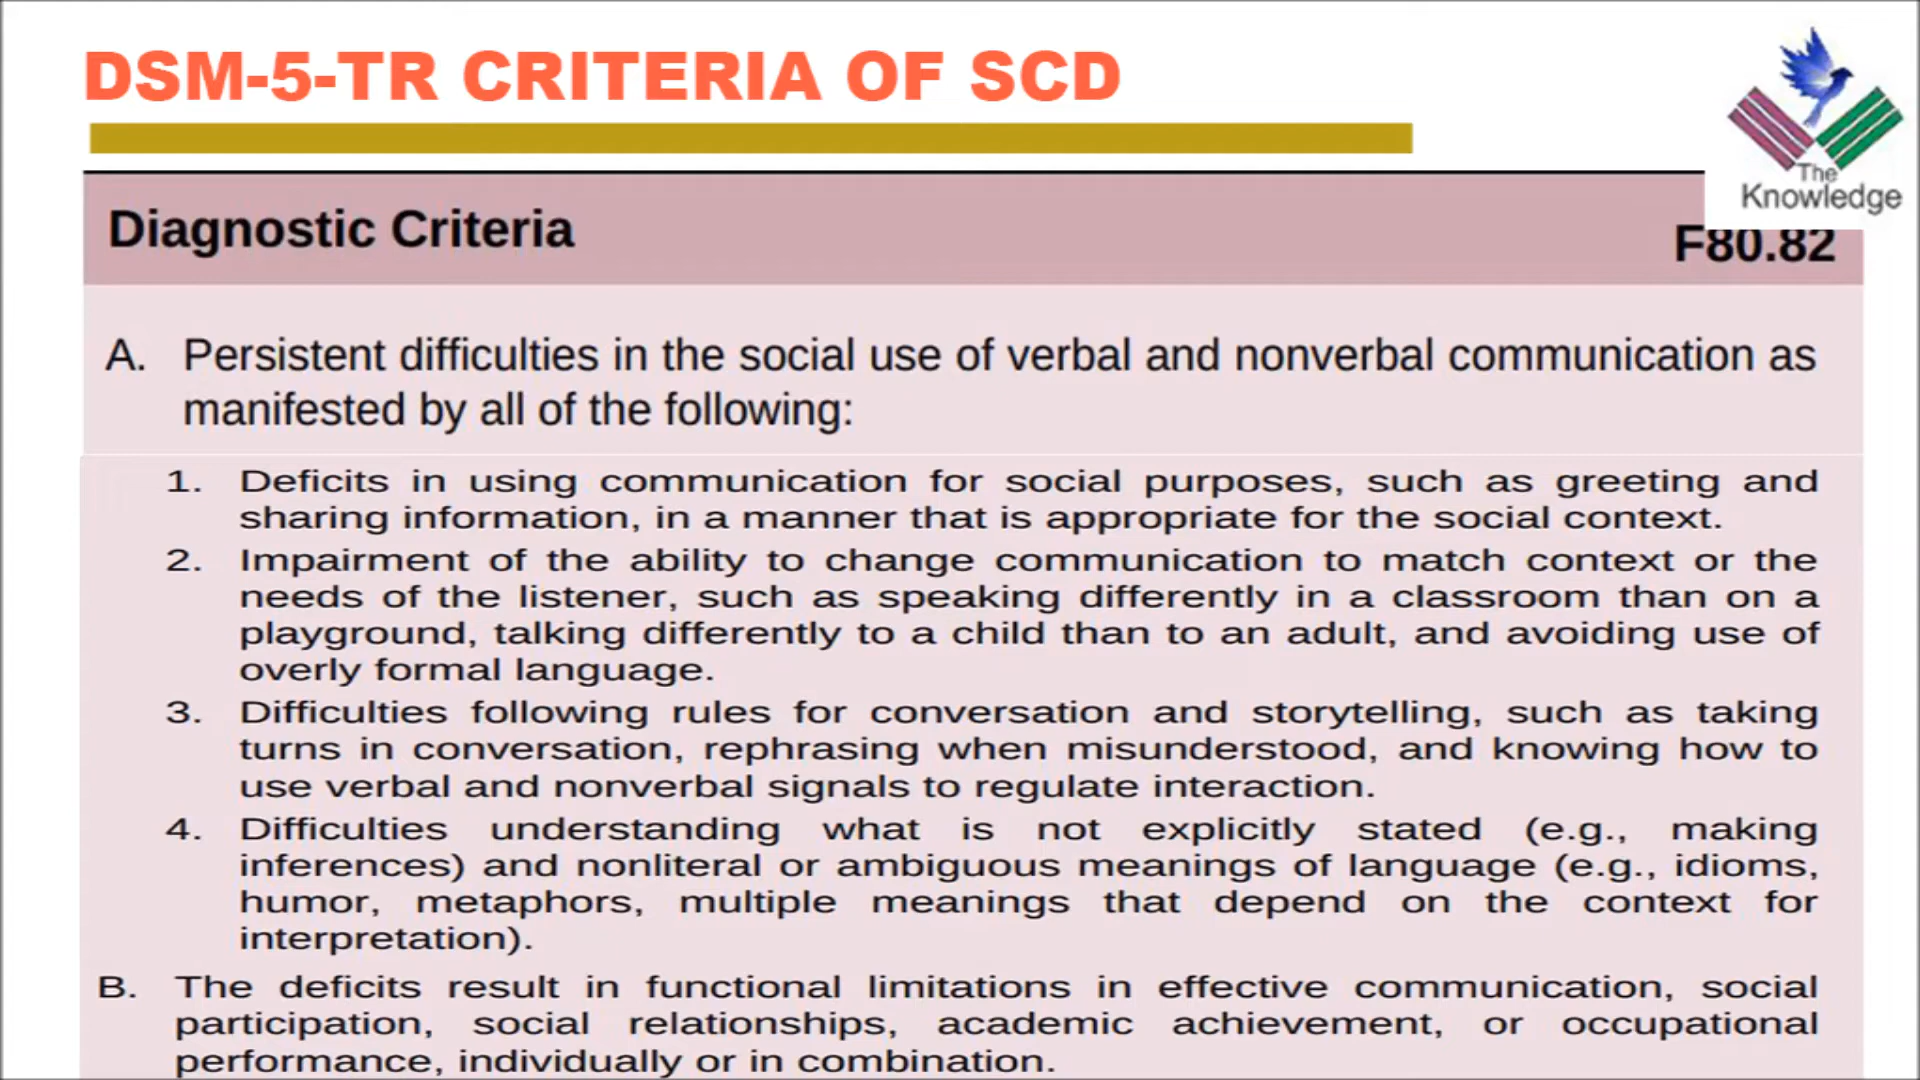 DSM-5-TR CRITERIA OF SCD
The
Knowledge
Diagnostic Criteria
F80.82
A. Persistent difficulties in the social use of verbal and nonverbal communication as
manifested by all of the following:
1. Deficits in using communication for social purposes, such as greeting and
sharing information, in a manner that is appropriate for the social context.
2. Impairment of the ability to change communication to match context or the
needs of the listener, such as speaking differently in a classroom than on a
playground, talking differently to a child than to an adult, and avoiding use of
overly formal language.
3. Difficulties following rules for conversation and storytelling, such as taking
turns in conversation, rephrasing when misunderstood, and knowing how to
use verbal and nonverbal signals to regulate interaction.
4. Difficulties understanding what is not explicitly stated (e.g., making
inferences) and nonliteral or ambiguous meanings of language (e.g., idioms,
humor, metaphors, multiple meanings that depend on the context for
interpretation).
B. The deficits result in functional limitations in effective communication, social
participation, social relationships, academic achievement, or occupational
performance, individually or in combination.